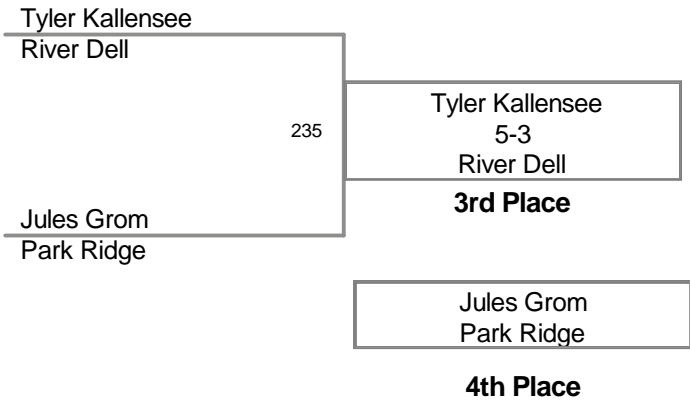 Tyler Kallensee
River Dell
235
Tyler Kallensee
5-3
River Dell
3rd Place
Jules Grom
Park Ridge
Jules Grom
Park Ridge
4th Place